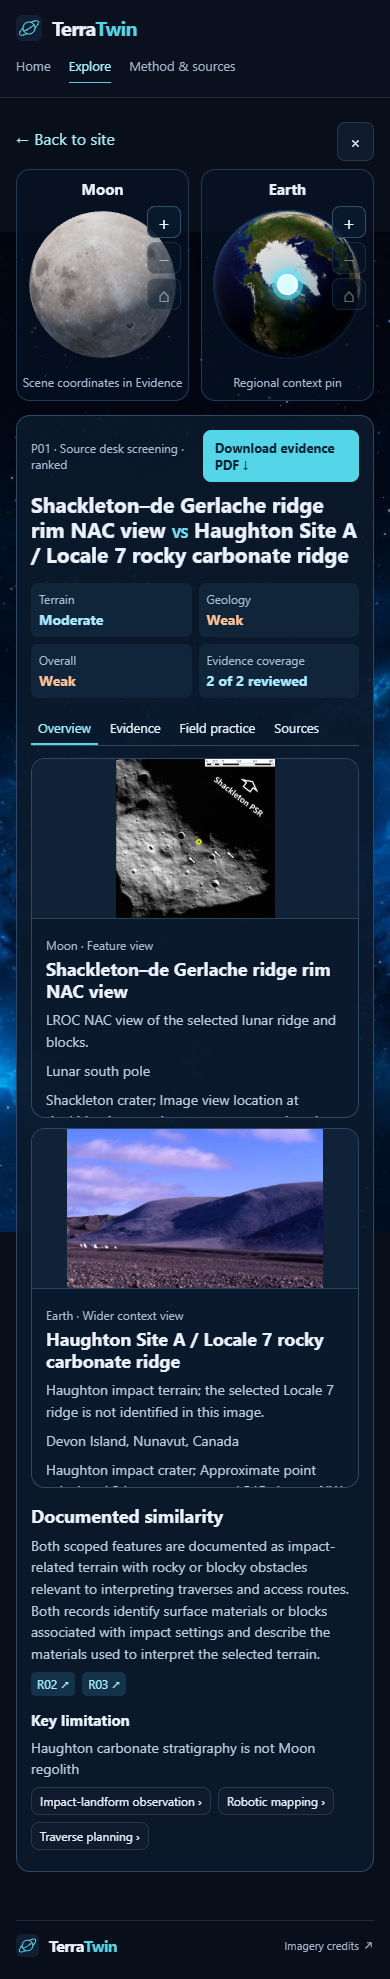 TerraTwin
Home Explore Method & sources
← Back to site
×
Moon
+
−
⌂
Scene coordinates in Evidence
Earth
+
−
⌂
Regional context pin
P01 · Source desk screening ·
ranked
Download evidence
PDF ↓
Shackleton–de Gerlache ridge
rim NAC view vs Haughton Site A
/ Locale 7 rocky carbonate ridge
Terrain
Moderate
Geology
Weak
Overall
Weak
Evidence coverage
2 of 2 reviewed
Overview Evidence Field practice Sources
Shackleton PSR
Moon · Feature view
Shackleton–de Gerlache ridge rim
NAC view
LROC NAC view of the selected lunar ridge and
blocks.
Lunar south pole
Shackleton crater; Image view location at
Earth · Wider context view
Haughton Site A / Locale 7 rocky
carbonate ridge
Haughton impact terrain; the selected Locale 7
ridge is not identified in this image.
Devon Island, Nunavut, Canada
Haughton impact crater; Approximate point
Documented similarity
Both scoped features are documented as impact-
related terrain with rocky or blocky obstacles
relevant to interpreting traverses and access routes.
Both records identify surface materials or blocks
associated with impact settings and describe the
materials used to interpret the selected terrain.
R02 ↗ R03 ↗
Key limitation
Haughton carbonate stratigraphy is not Moon
regolith
Impact-landform observation › Robotic mapping ›
Traverse planning ›
TerraTwin
Imagery credits ↗